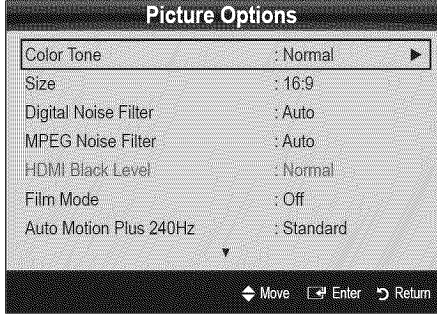 Picture Options
Color Tone : Normal ►
Size : 16:9
Digital Noise Filter : Auto
MPEG Noise Filter : Auto
HDMI Black Level : Normal
Film Mode : Off
Auto Motion Plus 240Hz : Standard
▼
Move Enter Return